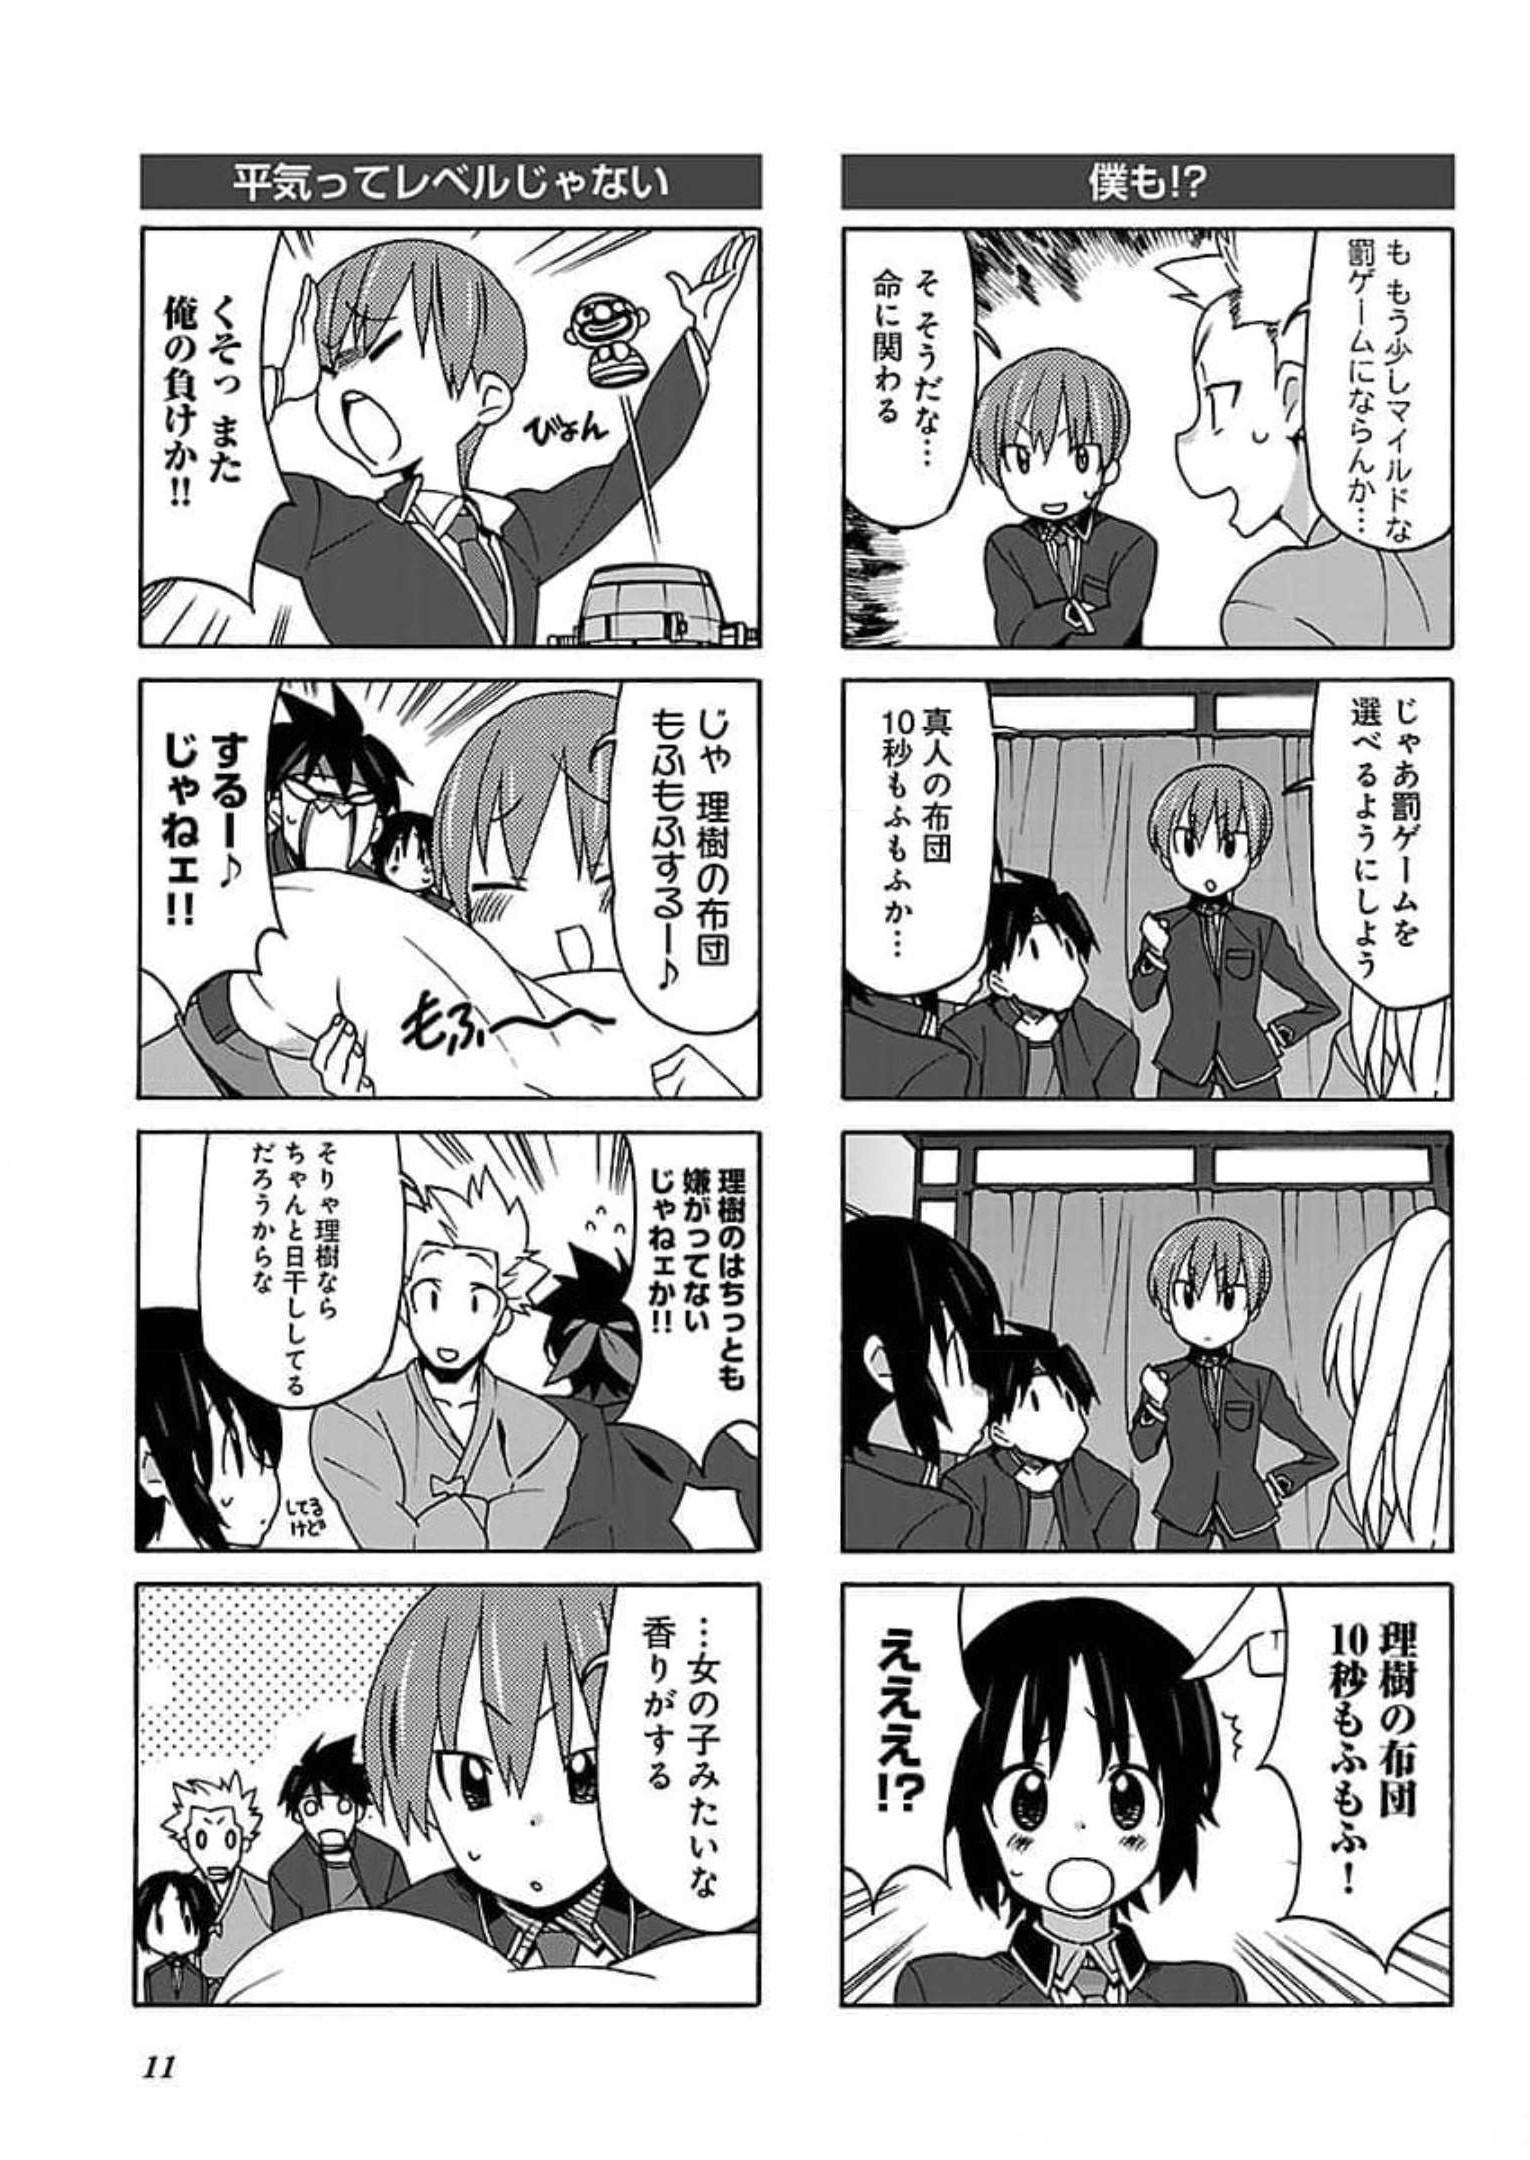 僕も!?
も もう少しマイルドな
罰ゲームにならんか…
そ そうだな…
命に関わる
じゃあ罰ゲームを
選べるようにしよう
真人の布団
10秒もふもふか…
理樹の布団
10秒もふもふ！
ええええ!?
平気ってレベルじゃない
びよん
くそっ また
俺の負けか!!
じゃ 理樹の布団
もふもふするー♪
もふ〜
するー♪
じゃねェ!!
理樹のはちっとも
嫌がってない
じゃねェか!!
そりゃ理樹なら
ちゃんと日干ししてる
だろうからな
してる
けど
…女の子みたいな
香りがする
11